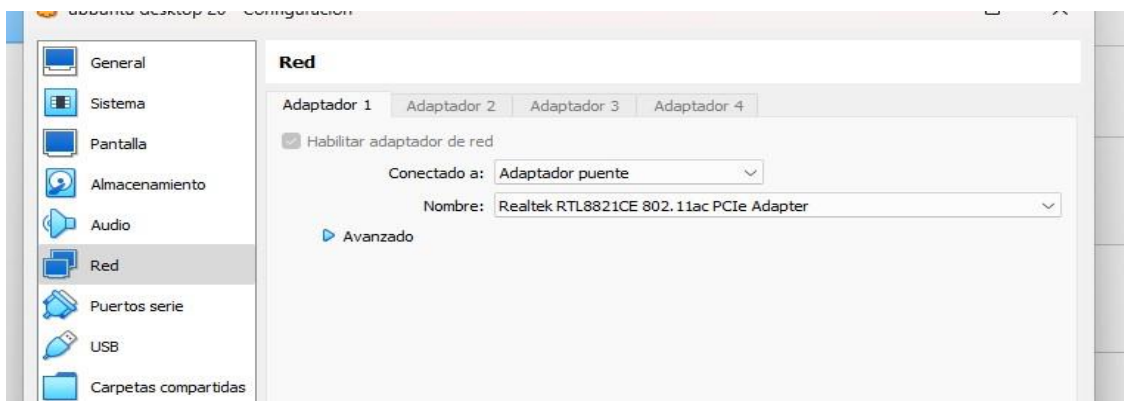 General
Sistema
Pantalla
Almacenamiento
Audio
Red
Puertos serie
USB
Carpetas compartidas
Red
Adaptador 1 Adaptador 2 Adaptador 3 Adaptador 4
Habilitar adaptador de red
Conectado a: Adaptador puente
Nombre: Realtek RTL8821CE 802.11ac PCIe Adapter
Avanzado